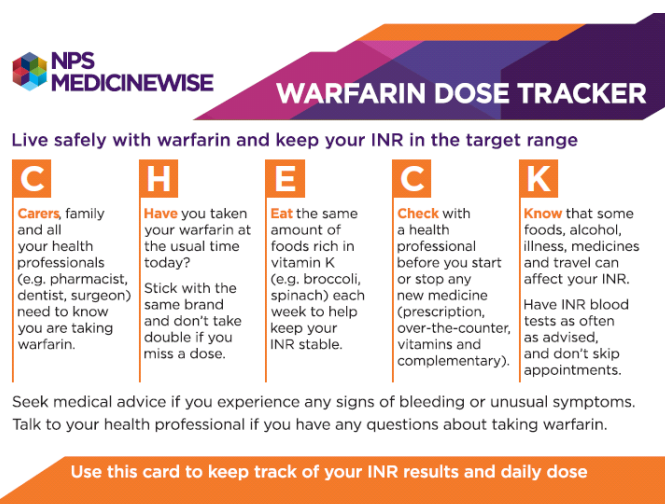 NPS
MEDICINEWISE
WARFARIN DOSE TRACKER
Live safely with warfarin and keep your INR in the target range
C
Carers, family
and all
your health
professionals
(e.g. pharmacist,
dentist, surgeon)
need to know
you are taking
warfarin.
H
Have you taken
your warfarin at
the usual time
today?
Stick with the
same brand
and don't take
double if you
miss a dose.
E
Eat the same
amount of
foods rich in
vitamin K
(e.g. broccoli,
spinach) each
week to help
keep your
INR stable.
C
Check with
a health
professional
before you start
or stop any
new medicine
(prescription,
over-the-counter,
vitamins and
complementary).
K
Know that some
foods, alcohol,
illness, medicines
and travel can
affect your INR.
Have INR blood
tests as often
as advised,
and don't skip
appointments.
Seek medical advice if you experience any signs of bleeding or unusual symptoms.
Talk to your health professional if you have any questions about taking warfarin.
Use this card to keep track of your INR results and daily dose